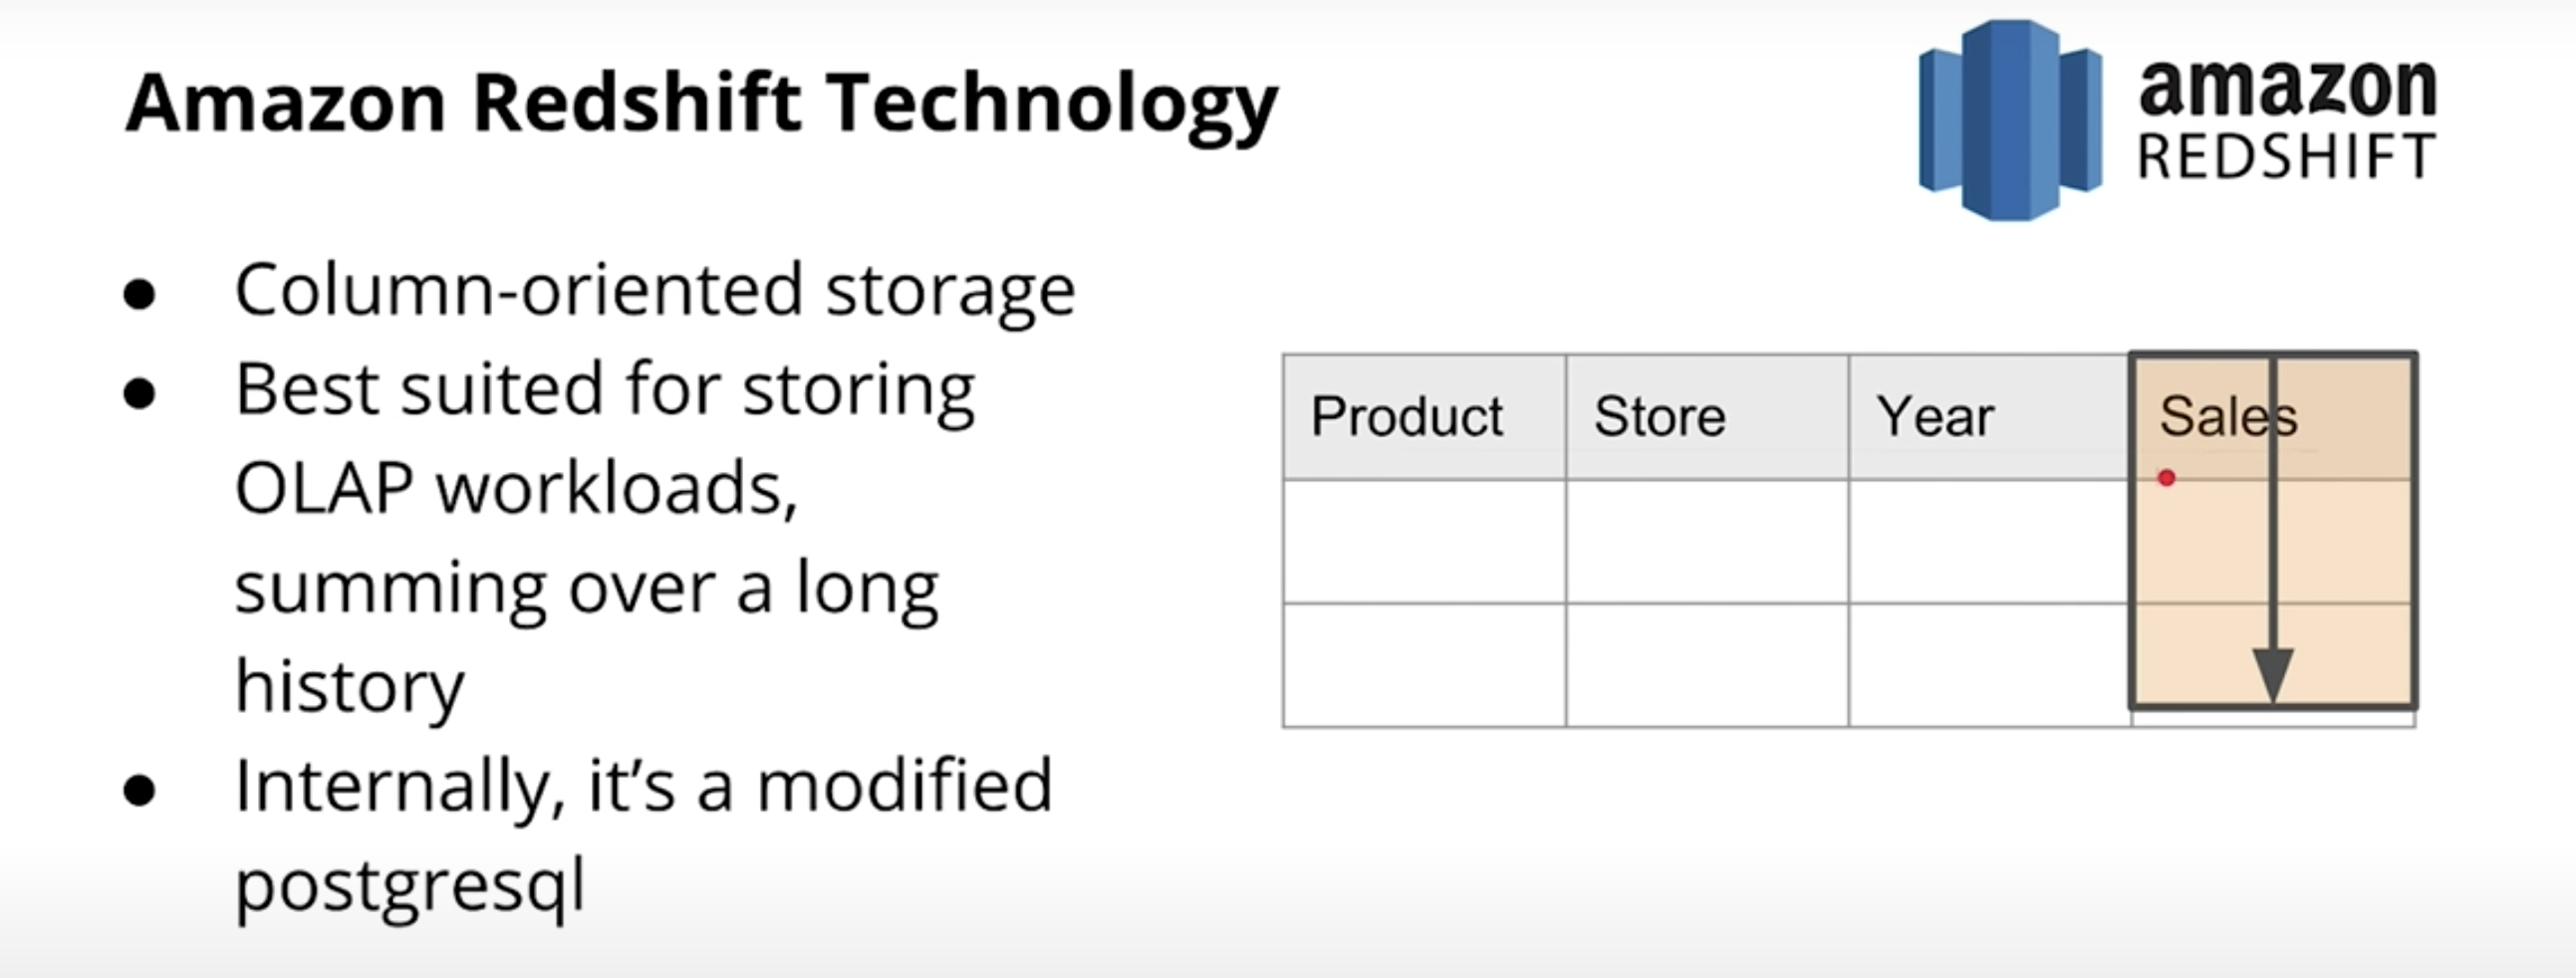 Amazon Redshift Technology
amazon
REDSHIFT
● Column-oriented storage
● Best suited for storing
OLAP workloads,
summing over a long
history
● Internally, it’s a modified
postgresql
Product Store Year Sales